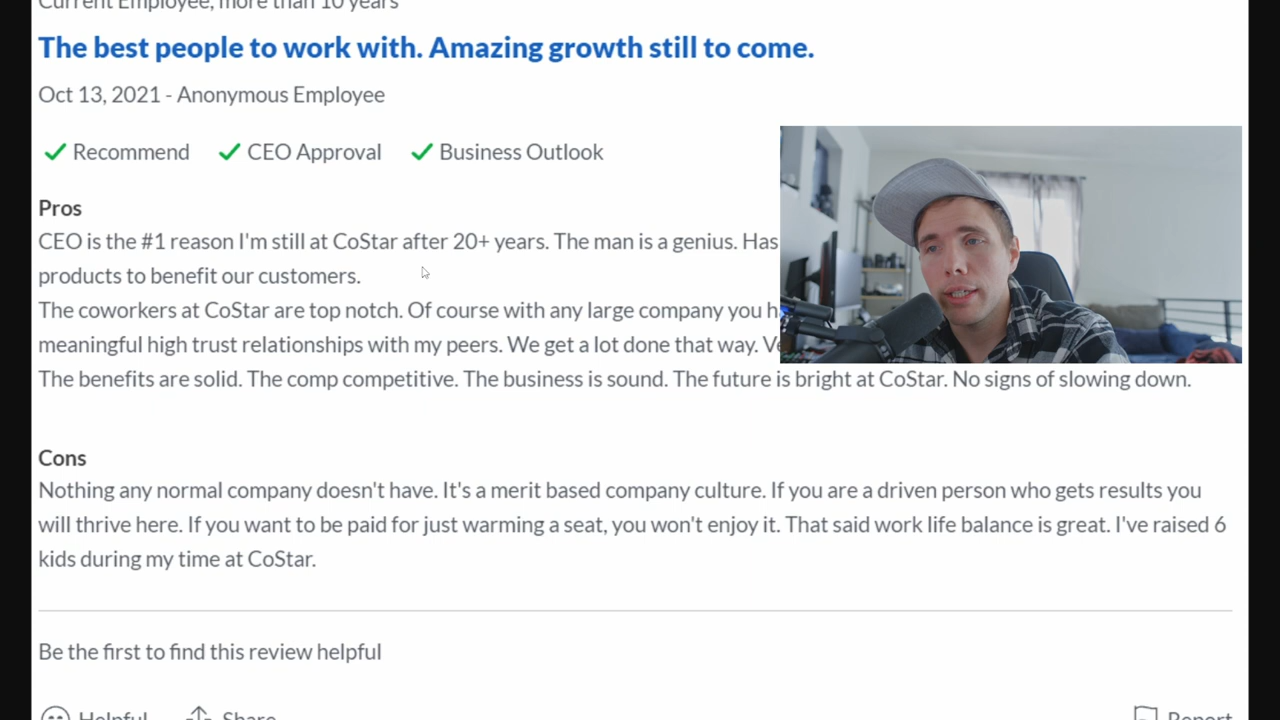 Current Employee, more than 10 years
The best people to work with. Amazing growth still to come.
Oct 13, 2021 - Anonymous Employee
Recommend CEO Approval Business Outlook
Pros
CEO is the #1 reason I'm still at CoStar after 20+ years. The man is a genius. Has
products to benefit our customers.
The coworkers at CoStar are top notch. Of course with any large company you h
meaningful high trust relationships with my peers. We get a lot done that way. Ve
The benefits are solid. The comp competitive. The business is sound. The future is bright at CoStar. No signs of slowing down.
Cons
Nothing any normal company doesn't have. It's a merit based company culture. If you are a driven person who gets results you
will thrive here. If you want to be paid for just warming a seat, you won't enjoy it. That said work life balance is great. I've raised 6
kids during my time at CoStar.
Be the first to find this review helpful
Helpful Share Report